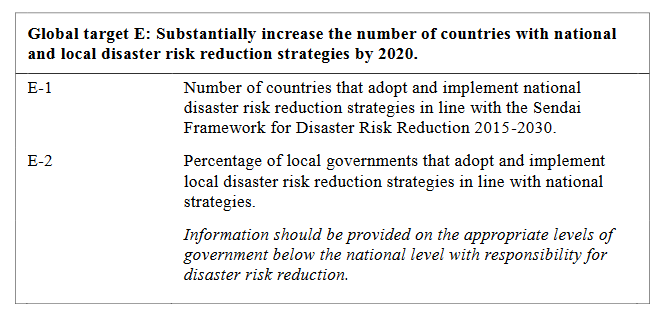 Global target E: Substantially increase the number of countries with national
and local disaster risk reduction strategies by 2020.
E-1 Number of countries that adopt and implement national
disaster risk reduction strategies in line with the Sendai
Framework for Disaster Risk Reduction 2015-2030.
E-2 Percentage of local governments that adopt and implement
local disaster risk reduction strategies in line with national
strategies.
Information should be provided on the appropriate levels of
government below the national level with responsibility for
disaster risk reduction.